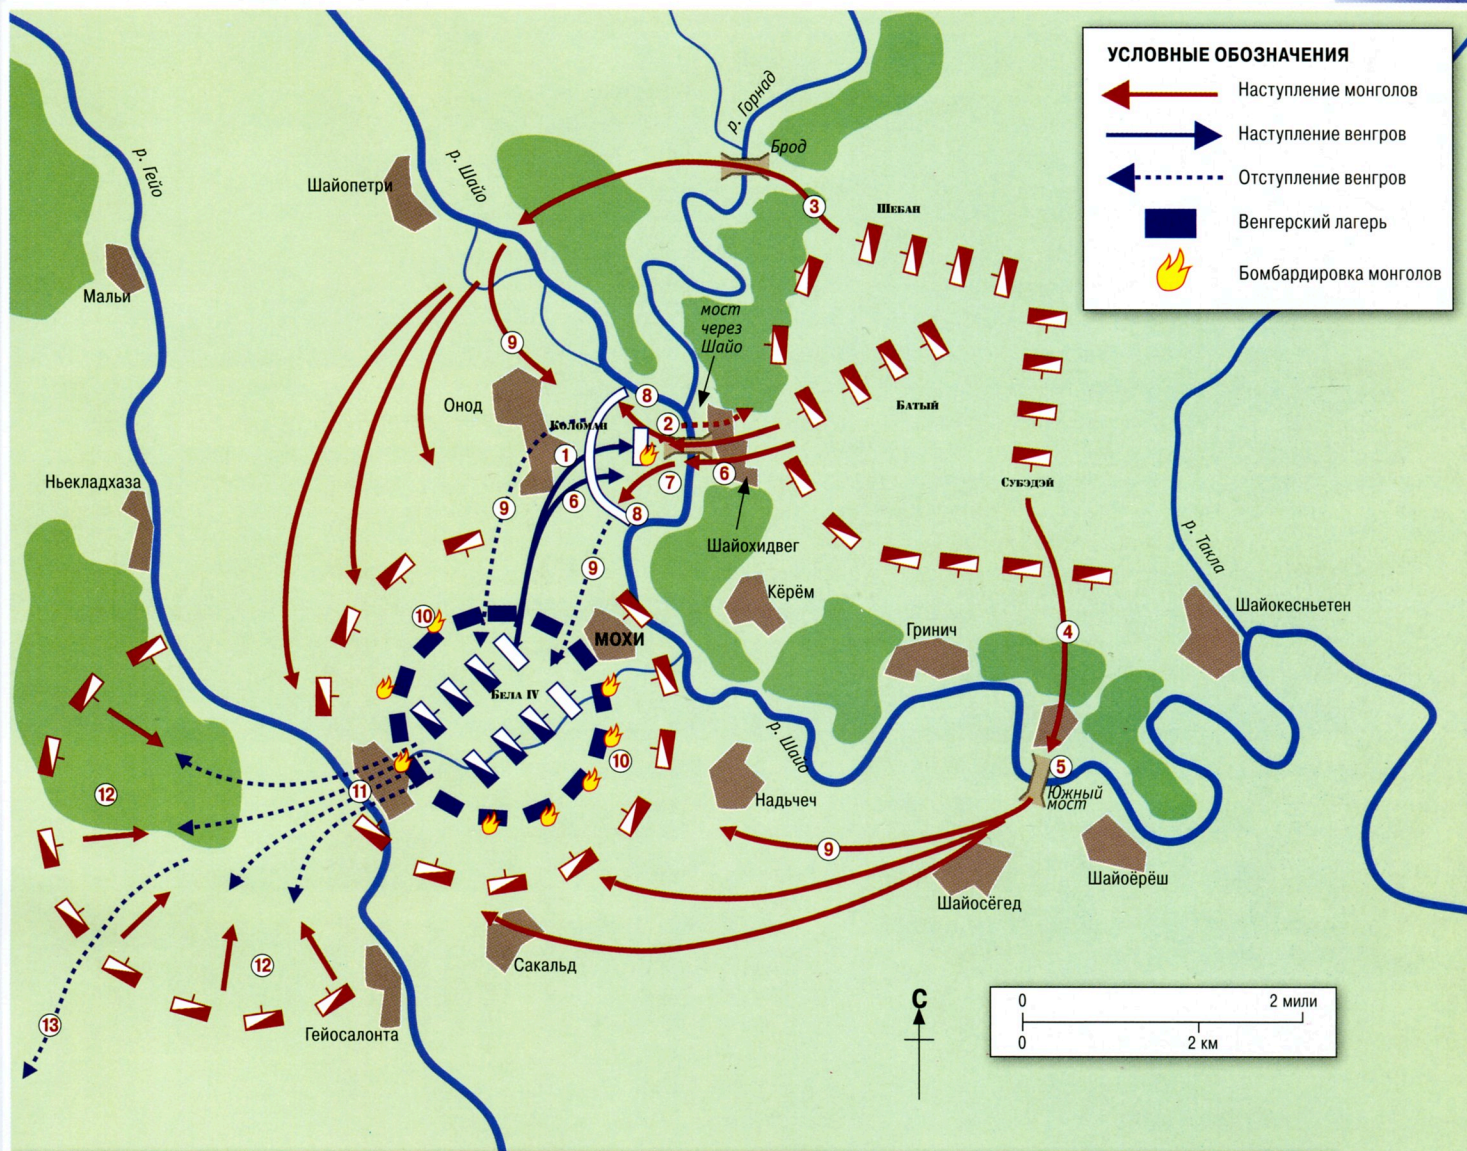 УСЛОВНЫЕ ОБОЗНАЧЕНИЯ
Наступление монголов
Наступление венгров
Отступление венгров
Венгерский лагерь
Бомбардировка монголов
р. Горнад
Брод
р. Гейо
Шайопетри
р. Шайо
3
Шебан
Мальи
мост
через
Шайо
9
Онод
8
Коломан
2
Батый
1
6
7
6
Субэдэй
Ньекладхаза
9
8
Шайохидвег
р. Такла
9
Кёрём
10
МОХИ
Гринич
4
Шайокесньетен
Бела IV
р. Шайо
10
5
Южный
мост
11
12
Надьчеч
9
Шайоёрёш
Шайосёгед
12
Сакальд
13
Гейосалонта
С
0
2 мили
0
2 км